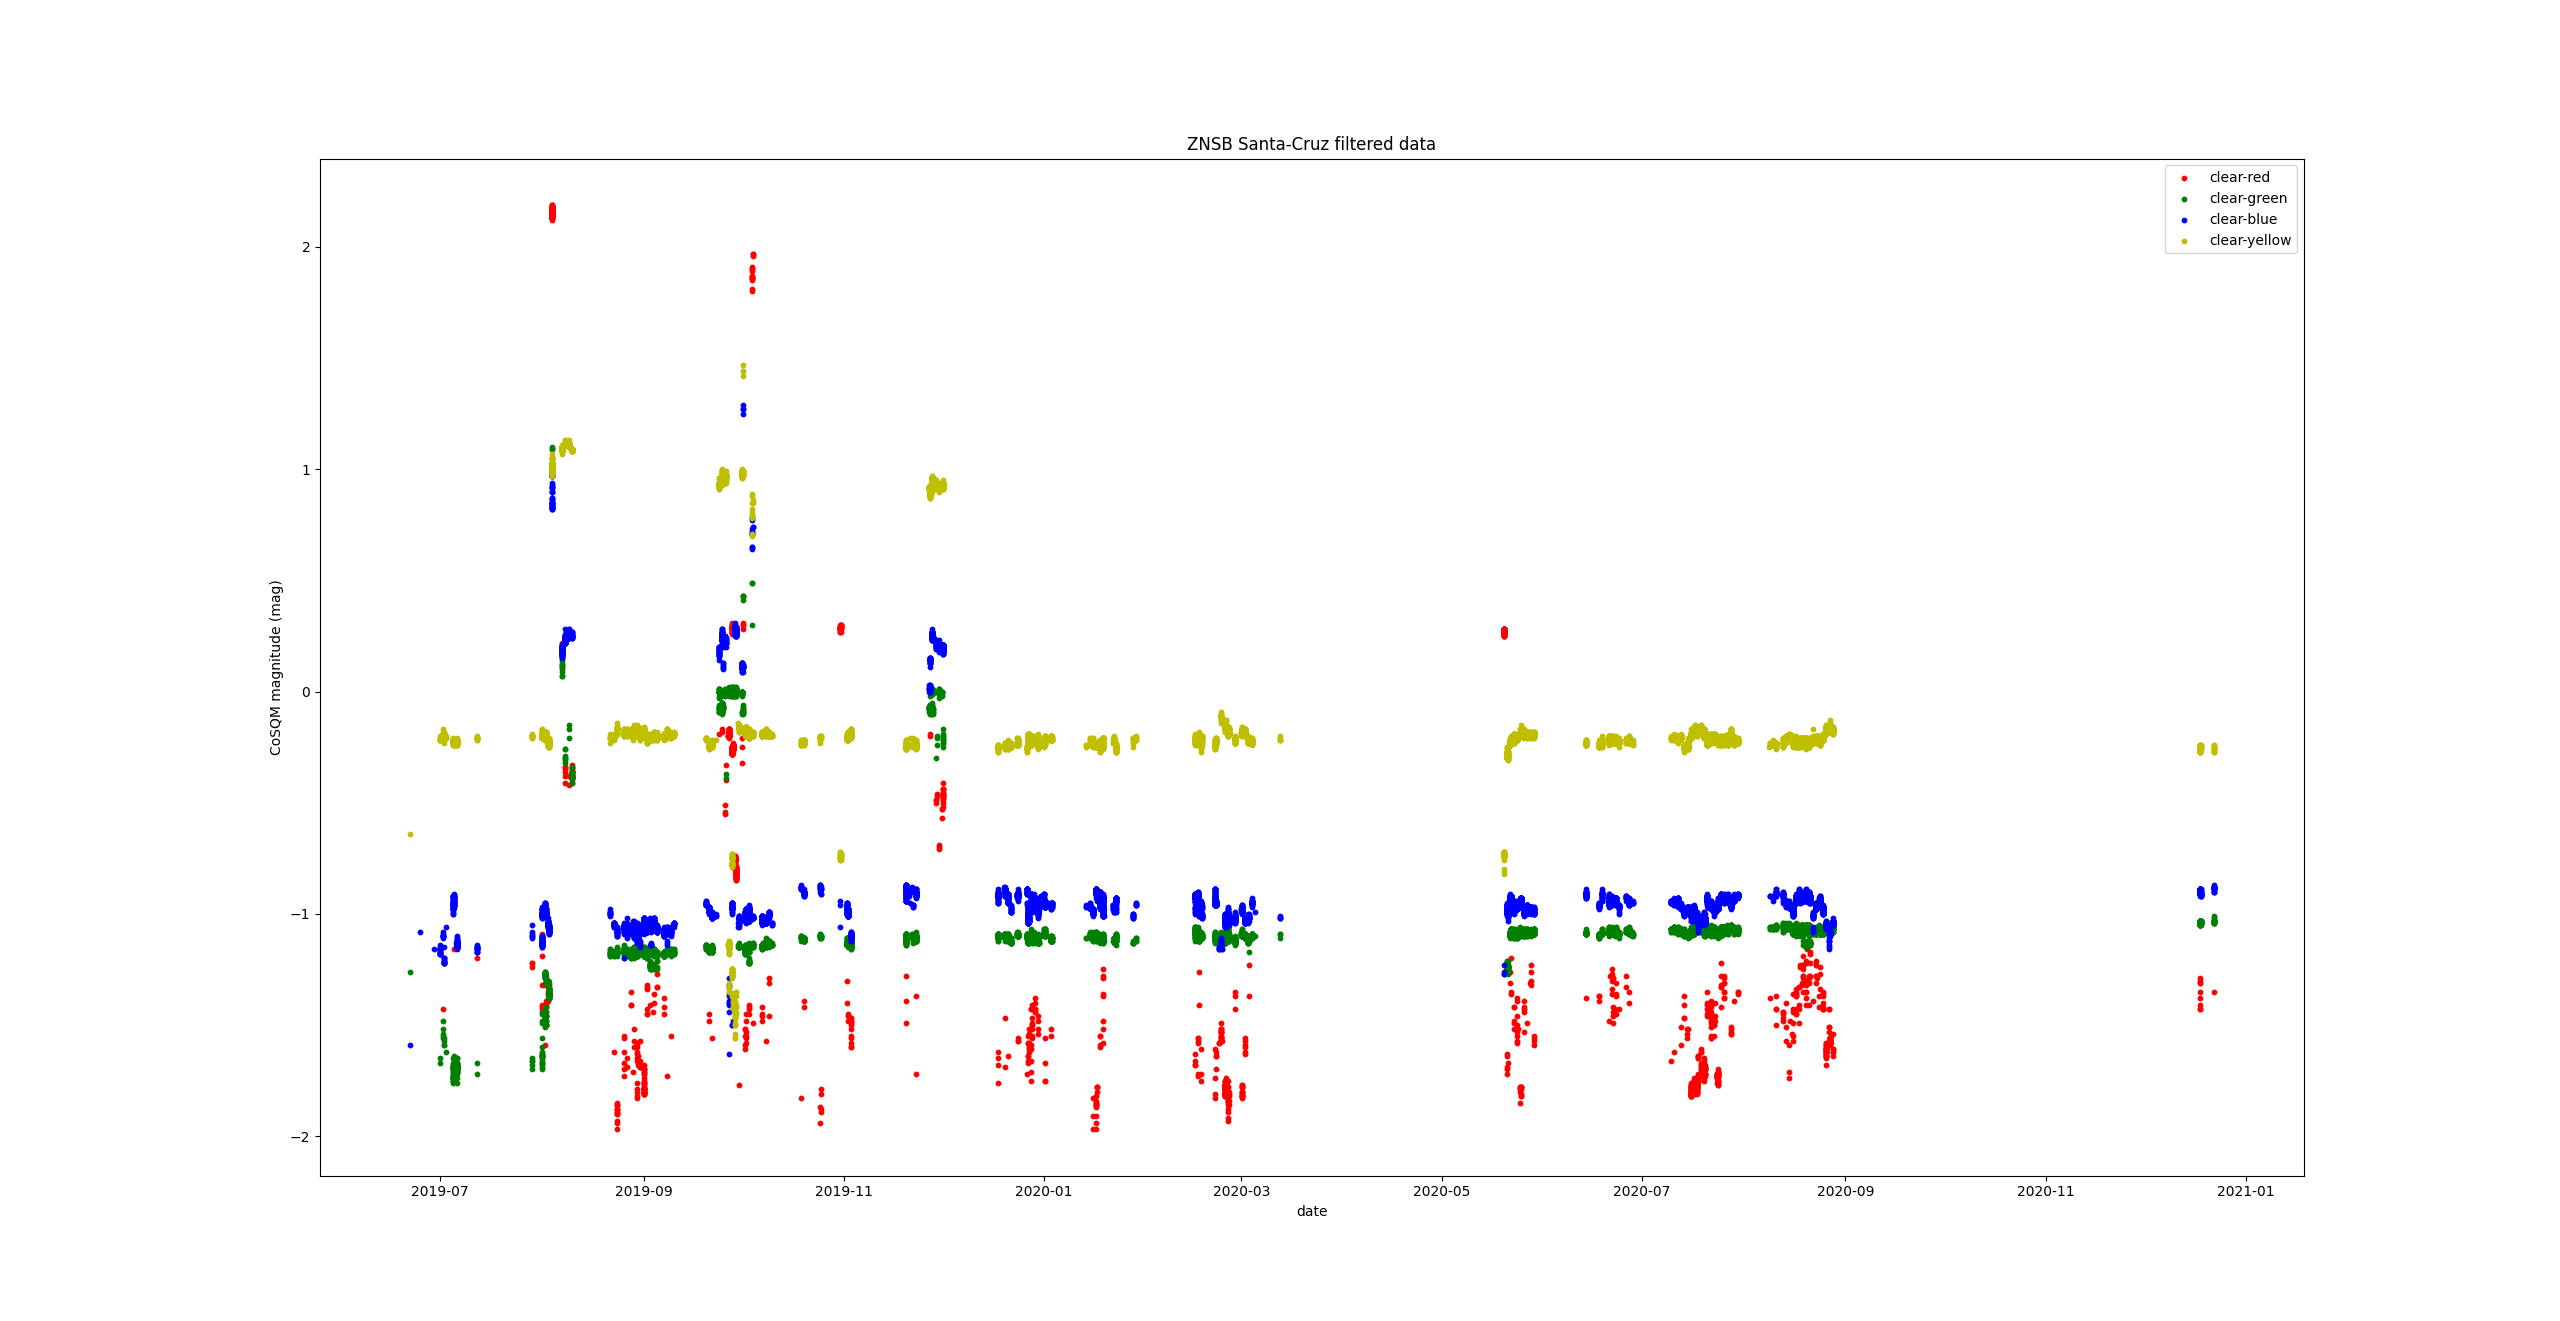 ZNSB Santa-Cruz filtered data
clear-red
clear-green
clear-blue
clear-yellow
CoSQM magnitude (mag)
2
1
0
−1
−2
2019-07 2019-09 2019-11 2020-01 2020-03 2020-05 2020-07 2020-09 2020-11 2021-01
date